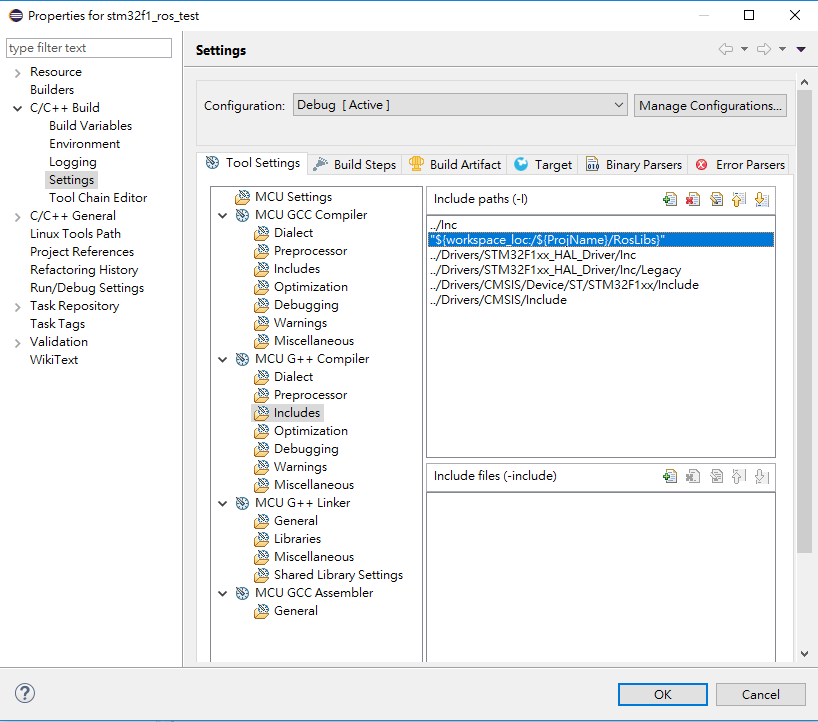 Properties for stm32f1_ros_test
type filter text
Resource
Builders
C/C++ Build
Build Variables
Environment
Logging
Settings
Tool Chain Editor
C/C++ General
Linux Tools Path
Project References
Refactoring History
Run/Debug Settings
Task Repository
Task Tags
Validation
WikiText
Settings
Configuration:
Debug [ Active ]
Manage Configurations...
Tool Settings
Build Steps
Build Artifact
Target
Binary Parsers
Error Parsers
MCU Settings
MCU GCC Compiler
Dialect
Preprocessor
Includes
Optimization
Debugging
Warnings
Miscellaneous
MCU G++ Compiler
Dialect
Preprocessor
Includes
Optimization
Debugging
Warnings
Miscellaneous
MCU G++ Linker
General
Libraries
Miscellaneous
Shared Library Settings
MCU GCC Assembler
General
Include paths (-I)
../Inc
"${workspace_loc:/${ProjName}/RosLibs}"
../Drivers/STM32F1xx_HAL_Driver/Inc
../Drivers/STM32F1xx_HAL_Driver/Inc/Legacy
../Drivers/CMSIS/Device/ST/STM32F1xx/Include
../Drivers/CMSIS/Include
Include files (-include)
OK
Cancel